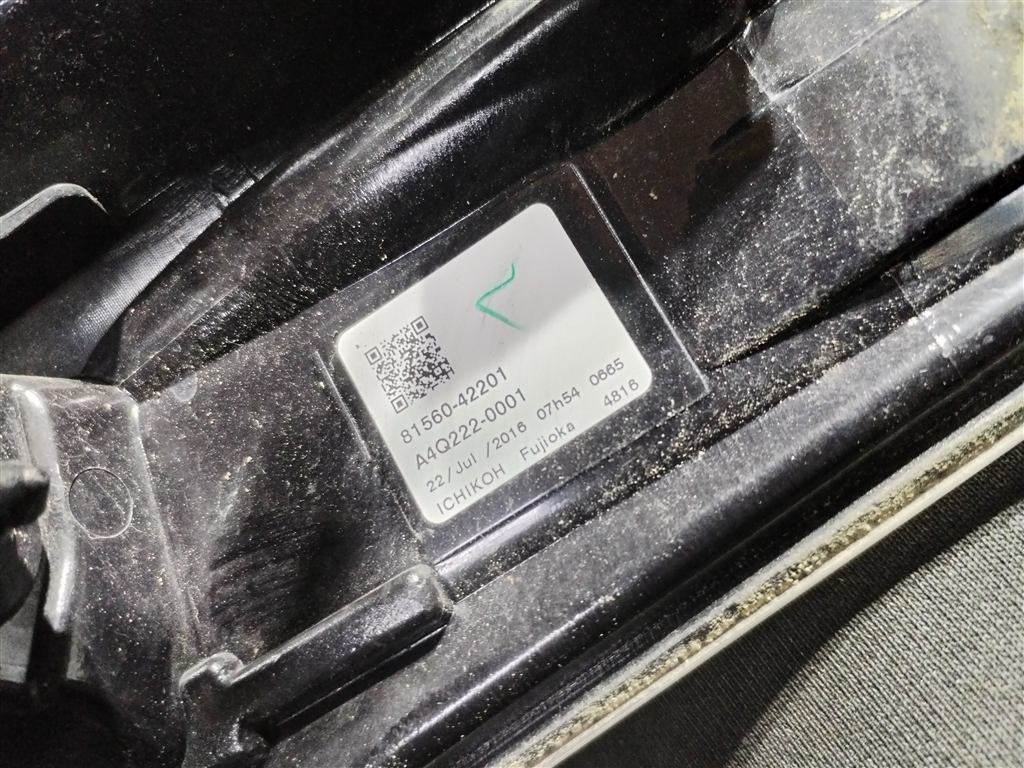 81560-42201
A4Q222-0001
22/Jul /2016 07h54 0665
ICHIKOH Fujioka 4816